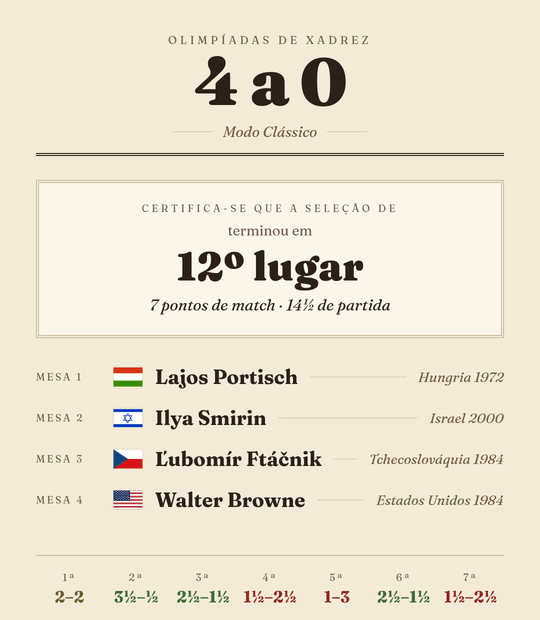 OLIMPÍADAS DE XADREZ
4 a 0
Modo Clássico
CERTIFICA-SE QUE A SELEÇÃO DE
terminou em
12º lugar
7 pontos de match · 14½ de partida
MESA 1 Lajos Portisch Hungria 1972
MESA 2 Ilya Smirin Israel 2000
MESA 3 Ľubomír Ftáčnik Tchecoslováquia 1984
MESA 4 Walter Browne Estados Unidos 1984
1ª 2ª 3ª 4ª 5ª 6ª 7ª
2–2 3½–½ 2½–1½ 1½–2½ 1–3 2½–1½ 1½–2½